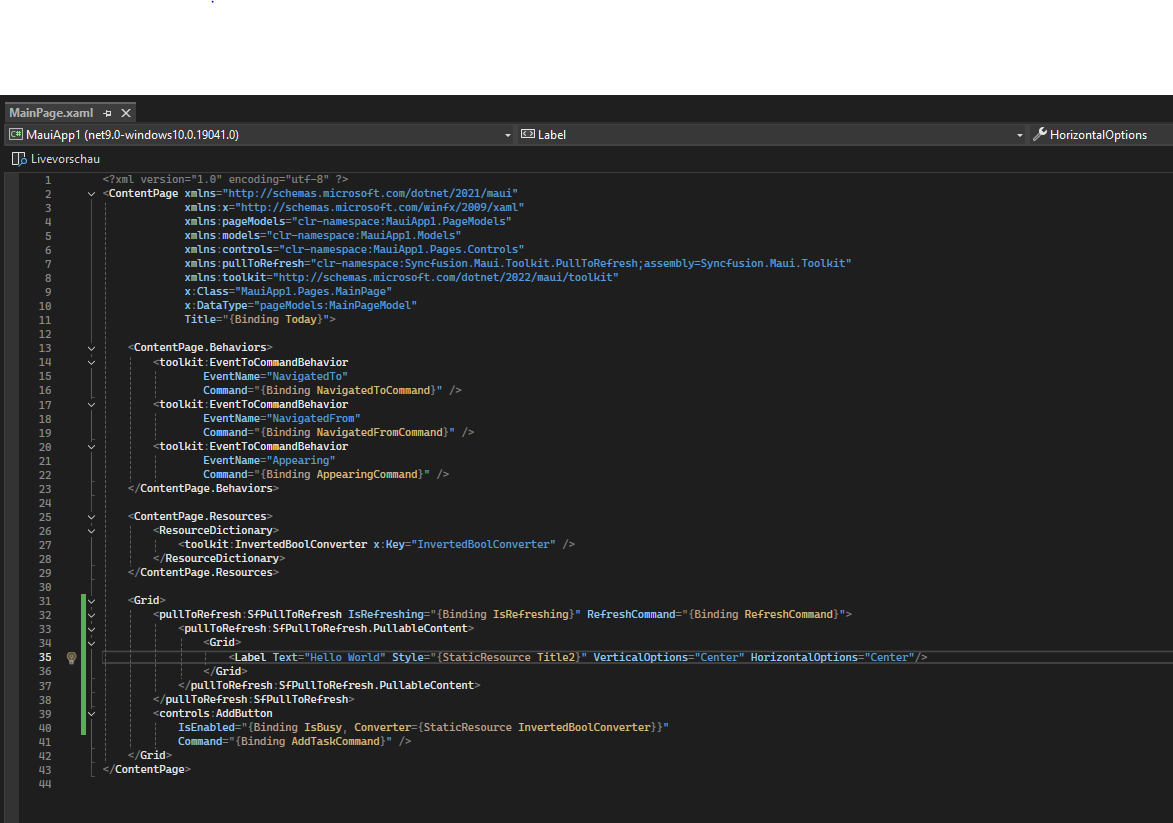 MainPage.xaml
MauiApp1 (net9.0-windows10.0.19041.0) Label HorizontalOptions
Livevorschau
1 <?xml version="1.0" encoding="utf-8" ?>
2 <ContentPage xmlns="http://schemas.microsoft.com/dotnet/2021/maui"
3 xmlns:x="http://schemas.microsoft.com/winfx/2009/xaml"
4 xmlns:pageModels="clr-namespace:MauiApp1.PageModels"
5 xmlns:models="clr-namespace:MauiApp1.Models"
6 xmlns:controls="clr-namespace:MauiApp1.Pages.Controls"
7 xmlns:pullToRefresh="clr-namespace:Syncfusion.Maui.Toolkit.PullToRefresh;assembly=Syncfusion.Maui.Toolkit"
8 xmlns:toolkit="http://schemas.microsoft.com/dotnet/2022/maui/toolkit"
9 x:Class="MauiApp1.Pages.MainPage"
10 x:DataType="pageModels:MainPageModel"
11 Title="{Binding Today}">
12
13 <ContentPage.Behaviors>
14 <toolkit:EventToCommandBehavior
15 EventName="NavigatedTo"
16 Command="{Binding NavigatedToCommand}" />
17 <toolkit:EventToCommandBehavior
18 EventName="NavigatedFrom"
19 Command="{Binding NavigatedFromCommand}" />
20 <toolkit:EventToCommandBehavior
21 EventName="Appearing"
22 Command="{Binding AppearingCommand}" />
23 </ContentPage.Behaviors>
24
25 <ContentPage.Resources>
26 <ResourceDictionary>
27 <toolkit:InvertedBoolConverter x:Key="InvertedBoolConverter" />
28 </ResourceDictionary>
29 </ContentPage.Resources>
30
31 <Grid>
32 <pullToRefresh:SfPullToRefresh IsRefreshing="{Binding IsRefreshing}" RefreshCommand="{Binding RefreshCommand}">
33 <pullToRefresh:SfPullToRefresh.PullableContent>
34 <Grid>
35 <Label Text="Hello World" Style="{StaticResource Title2}" VerticalOptions="Center" HorizontalOptions="Center"/>
36 </Grid>
37 </pullToRefresh:SfPullToRefresh.PullableContent>
38 </pullToRefresh:SfPullToRefresh>
39 <controls:AddButton
40 IsEnabled="{Binding IsBusy, Converter={StaticResource InvertedBoolConverter}}"
41 Command="{Binding AddTaskCommand}" />
42 </Grid>
43 </ContentPage>
44